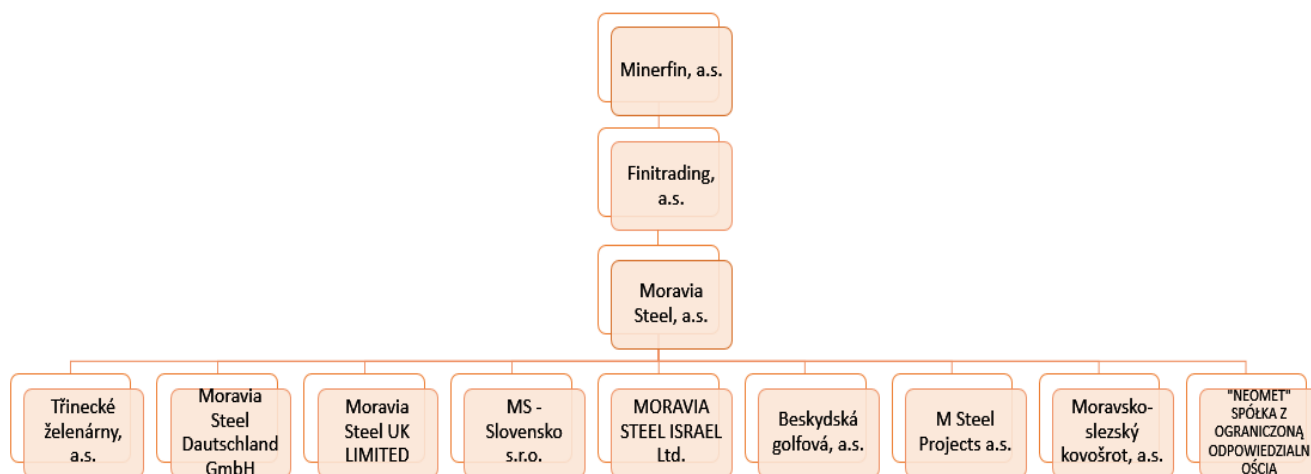 Minerfin, a.s.
Finitrading,
a.s.
Moravia
Steel, a.s.
Třinecké
želenárny,
a.s.
Moravia
Steel
Dautschland
GmbH
Moravia
Steel UK
LIMITED
MS -
Slovensko
s.r.o.
MORAVIA
STEEL ISRAEL
Ltd.
Beskydská
golfová, a.s.
M Steel
Projects a.s.
Moravsko-
slezský
kovošrot, a.s.
"NEOMET"
SPÓŁKA Z
OGRANICZONĄ
ODPOWIEDZIALN
OŚCIĄ